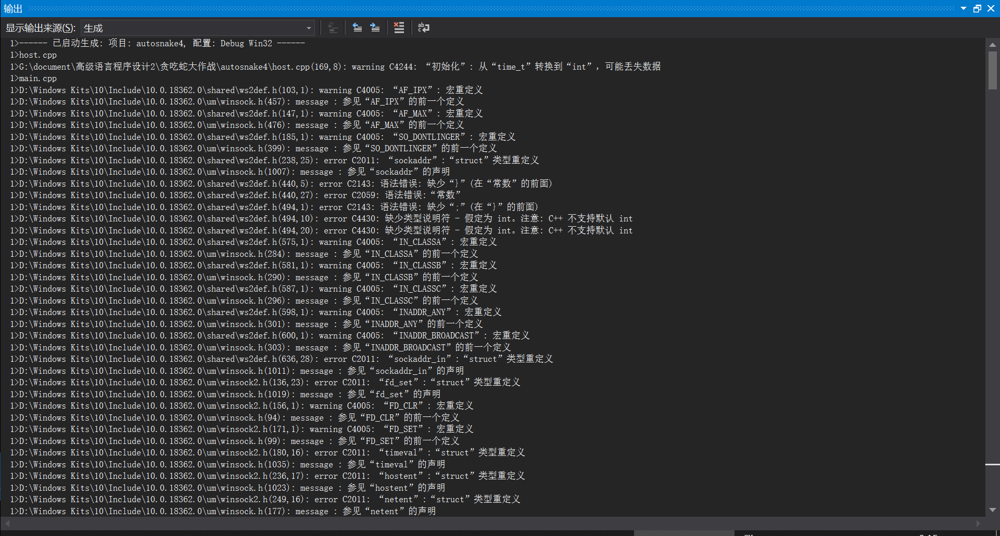 输出
显示输出来源(S): 生成
1>------ 已启动生成: 项目: autosnake4, 配置: Debug Win32 ------
1>host.cpp
1>G:\document\高级语言程序设计2\贪吃蛇大作战\autosnake4\host.cpp(169,8): warning C4244: “初始化”: 从“time_t”转换到“int”，可能丢失数据
1>main.cpp
1>D:\Windows Kits\10\Include\10.0.18362.0\shared\ws2def.h(103,1): warning C4005: “AF_IPX”: 宏重定义
1>D:\Windows Kits\10\Include\10.0.18362.0\um\winsock.h(457): message : 参见“AF_IPX”的前一个定义
1>D:\Windows Kits\10\Include\10.0.18362.0\shared\ws2def.h(147,1): warning C4005: “AF_MAX”: 宏重定义
1>D:\Windows Kits\10\Include\10.0.18362.0\um\winsock.h(476): message : 参见“AF_MAX”的前一个定义
1>D:\Windows Kits\10\Include\10.0.18362.0\shared\ws2def.h(185,1): warning C4005: “SO_DONTLINGER”: 宏重定义
1>D:\Windows Kits\10\Include\10.0.18362.0\um\winsock.h(399): message : 参见“SO_DONTLINGER”的前一个定义
1>D:\Windows Kits\10\Include\10.0.18362.0\shared\ws2def.h(238,25): error C2011: “sockaddr”:“struct”类型重定义
1>D:\Windows Kits\10\Include\10.0.18362.0\um\winsock.h(1007): message : 参见“sockaddr”的声明
1>D:\Windows Kits\10\Include\10.0.18362.0\shared\ws2def.h(440,5): error C2143: 语法错误: 缺少“}”(在“常数”的前面)
1>D:\Windows Kits\10\Include\10.0.18362.0\shared\ws2def.h(440,27): error C2059: 语法错误:“常数”
1>D:\Windows Kits\10\Include\10.0.18362.0\shared\ws2def.h(494,1): error C2143: 语法错误: 缺少“;”(在“}”的前面)
1>D:\Windows Kits\10\Include\10.0.18362.0\shared\ws2def.h(494,10): error C4430: 缺少类型说明符 - 假定为 int。注意: C++ 不支持默认 int
1>D:\Windows Kits\10\Include\10.0.18362.0\shared\ws2def.h(494,20): error C4430: 缺少类型说明符 - 假定为 int。注意: C++ 不支持默认 int
1>D:\Windows Kits\10\Include\10.0.18362.0\shared\ws2def.h(575,1): warning C4005: “IN_CLASSA”: 宏重定义
1>D:\Windows Kits\10\Include\10.0.18362.0\um\winsock.h(284): message : 参见“IN_CLASSA”的前一个定义
1>D:\Windows Kits\10\Include\10.0.18362.0\shared\ws2def.h(581,1): warning C4005: “IN_CLASSB”: 宏重定义
1>D:\Windows Kits\10\Include\10.0.18362.0\um\winsock.h(290): message : 参见“IN_CLASSB”的前一个定义
1>D:\Windows Kits\10\Include\10.0.18362.0\shared\ws2def.h(587,1): warning C4005: “IN_CLASSC”: 宏重定义
1>D:\Windows Kits\10\Include\10.0.18362.0\um\winsock.h(296): message : 参见“IN_CLASSC”的前一个定义
1>D:\Windows Kits\10\Include\10.0.18362.0\shared\ws2def.h(598,1): warning C4005: “INADDR_ANY”: 宏重定义
1>D:\Windows Kits\10\Include\10.0.18362.0\um\winsock.h(301): message : 参见“INADDR_ANY”的前一个定义
1>D:\Windows Kits\10\Include\10.0.18362.0\shared\ws2def.h(600,1): warning C4005: “INADDR_BROADCAST”: 宏重定义
1>D:\Windows Kits\10\Include\10.0.18362.0\um\winsock.h(303): message : 参见“INADDR_BROADCAST”的前一个定义
1>D:\Windows Kits\10\Include\10.0.18362.0\shared\ws2def.h(636,28): error C2011: “sockaddr_in”:“struct”类型重定义
1>D:\Windows Kits\10\Include\10.0.18362.0\um\winsock.h(1011): message : 参见“sockaddr_in”的声明
1>D:\Windows Kits\10\Include\10.0.18362.0\um\winsock2.h(136,23): error C2011: “fd_set”:“struct”类型重定义
1>D:\Windows Kits\10\Include\10.0.18362.0\um\winsock.h(1019): message : 参见“fd_set”的声明
1>D:\Windows Kits\10\Include\10.0.18362.0\um\winsock2.h(156,1): warning C4005: “FD_CLR”: 宏重定义
1>D:\Windows Kits\10\Include\10.0.18362.0\um\winsock.h(94): message : 参见“FD_CLR”的前一个定义
1>D:\Windows Kits\10\Include\10.0.18362.0\um\winsock2.h(171,1): warning C4005: “FD_SET”: 宏重定义
1>D:\Windows Kits\10\Include\10.0.18362.0\um\winsock.h(99): message : 参见“FD_SET”的前一个定义
1>D:\Windows Kits\10\Include\10.0.18362.0\um\winsock2.h(180,16): error C2011: “timeval”:“struct”类型重定义
1>D:\Windows Kits\10\Include\10.0.18362.0\um\winsock.h(1035): message : 参见“timeval”的声明
1>D:\Windows Kits\10\Include\10.0.18362.0\um\winsock2.h(236,17): error C2011: “hostent”:“struct”类型重定义
1>D:\Windows Kits\10\Include\10.0.18362.0\um\winsock.h(1023): message : 参见“hostent”的声明
1>D:\Windows Kits\10\Include\10.0.18362.0\um\winsock2.h(249,16): error C2011: “netent”:“struct”类型重定义
1>D:\Windows Kits\10\Include\10.0.18362.0\um\winsock.h(177): message : 参见“netent”的声明